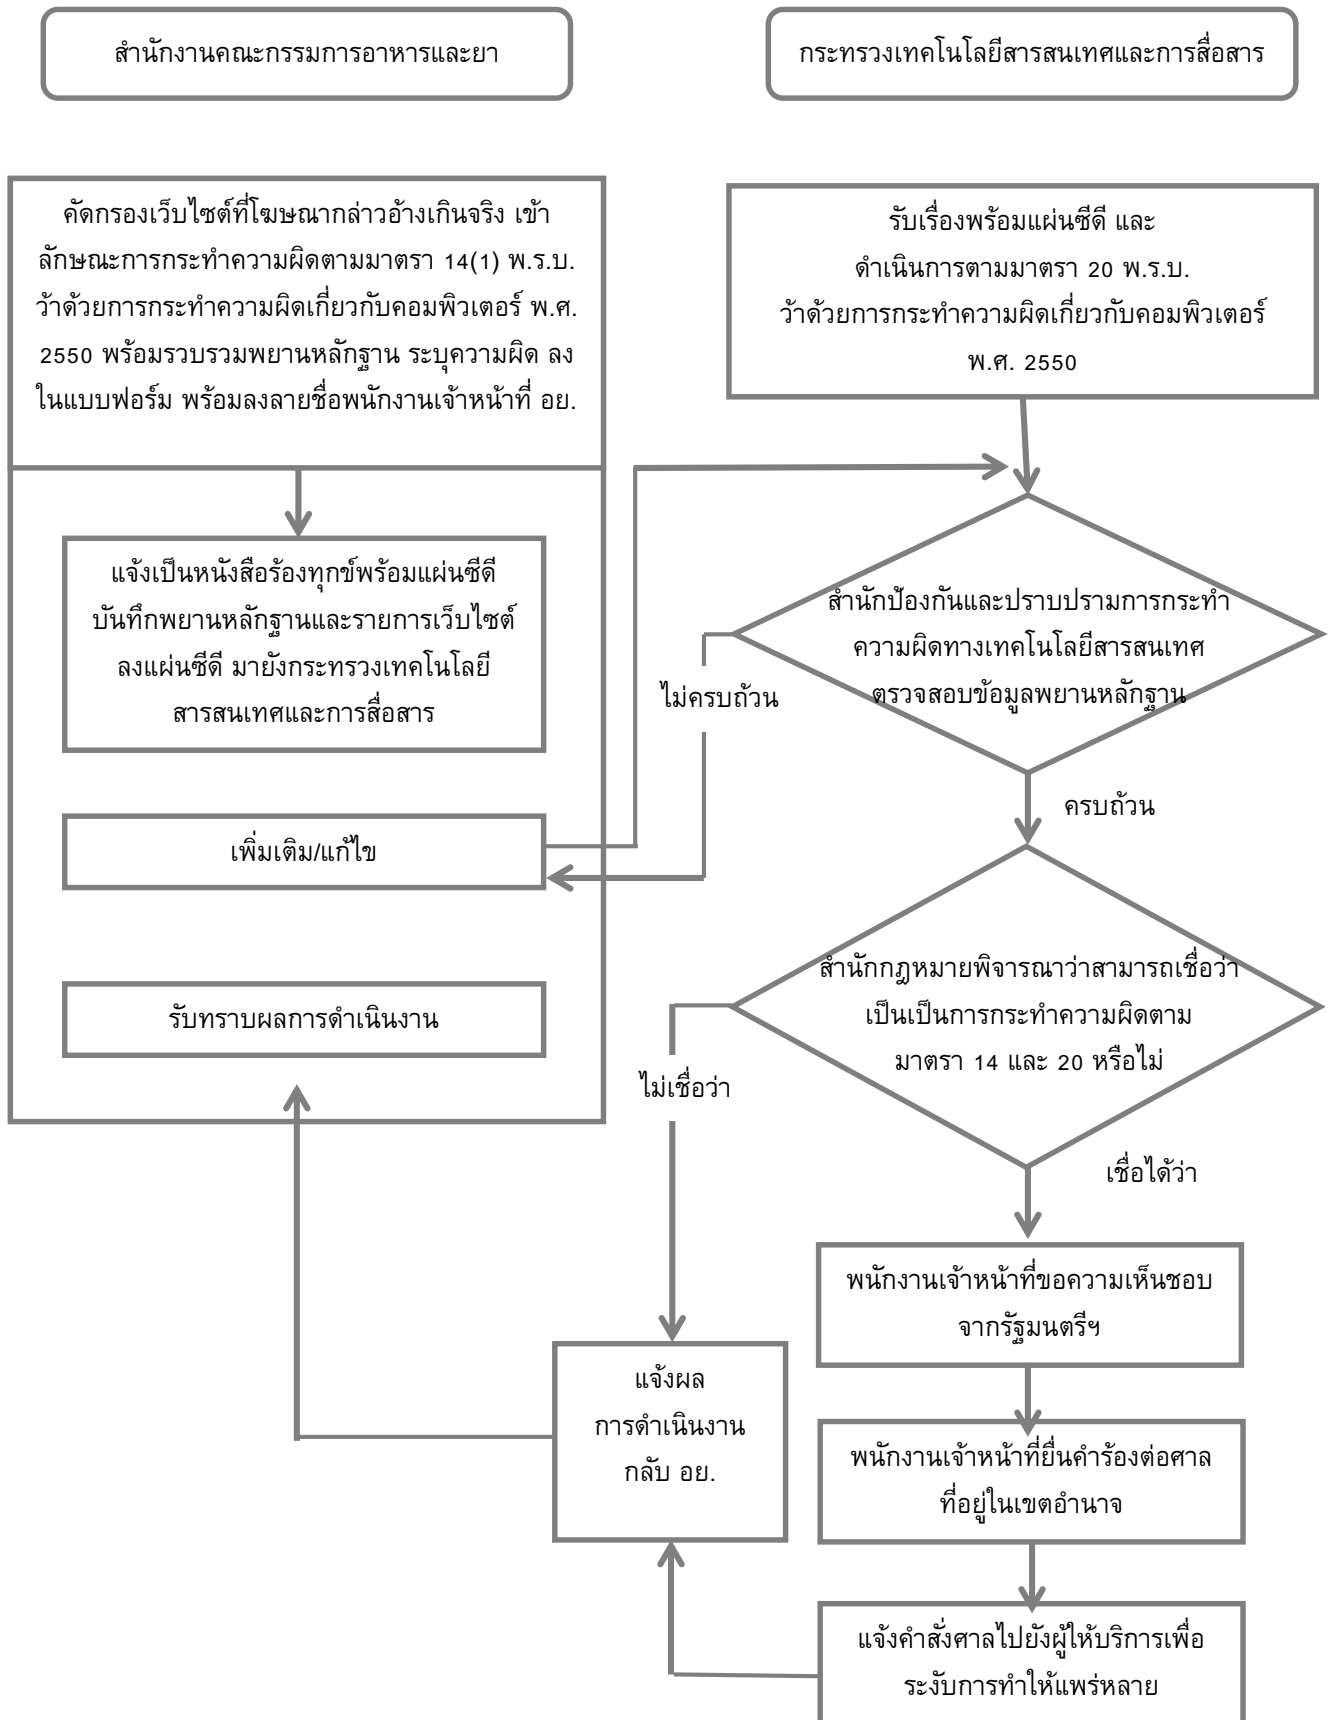 สำนักงานคณะกรรมการอาหารและยา
กระทรวงเทคโนโลยีสารสนเทศและการสื่อสาร
คัดกรองเว็บไซต์ที่โฆษณากล่าวอ้างเกินจริง เข้า
ลักษณะการกระทำความผิดตามมาตรา 14(1) พ.ร.บ.
ว้าด้วยการกระทำความผิดเกี่ยวกับคอมพิวเตอร์ พ.ศ.
2550 พร้อมรวบรวมพยานหลักฐาน ระบุความผิด ลง
ในแบบฟอร์ม พร้อมลงลายชื่อพนักงานเจ้าหน้าที่ อย.
แจ้งเป็นหนังสือร้องทุกข์พร้อมแผ่นซีดี
บันทึกพยานหลักฐานและรายการเว็บไซต์
ลงแผ่นซีดี มายังกระทรวงเทคโนโลยี
สารสนเทศและการสื่อสาร
เพิ่มเติม/แก้ไข
รับทราบผลการดำเนินงาน
รับเรื่องพร้อมแผ่นซีดี และ
ดำเนินการตามมาตรา 20 พ.ร.บ.
ว้าด้วยการกระทำความผิดเกี่ยวกับคอมพิวเตอร์
พ.ศ. 2550
สำนักป้องกันและปราบปรามการกระทำ
ความผิดทางเทคโนโลยีสารสนเทศ
ตรวจสอบข้อมูลพยานหลักฐาน
ไม่ครบถ้วน
ครบถ้วน
สำนักกฎหมายพิจารณาว่าสามารถเชื่อว่า
เป็นเป็นการกระทำความผิดตาม
มาตรา 14 และ 20 หรือไม่
ไม่เชื่อว่า
เชื่อได้ว่า
พนักงานเจ้าหน้าที่ขอความเห็นชอบ
จากรัฐมนตรีฯ
แจ้งผล
การดำเนินงาน
กลับ อย.
พนักงานเจ้าหน้าที่ยื่นคำร้องต่อศาล
ที่อยู่ในเขตอำนาจ
แจ้งคำสั่งศาลไปยังผู้ให้บริการเพื่อ
ระงับการทำให้แพร่หลาย